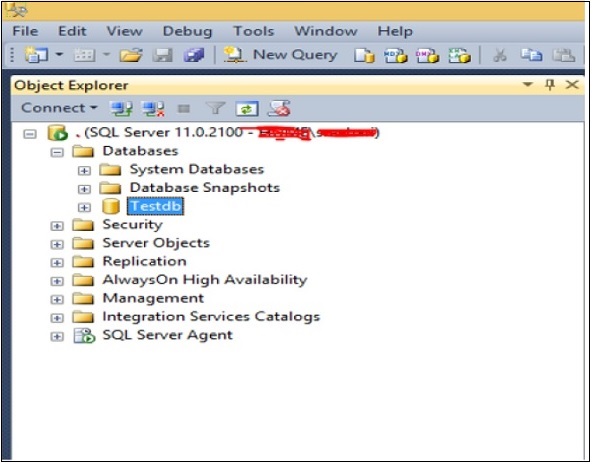 File Edit View Debug Tools Window Help
New Query
Object Explorer
Connect
. (SQL Server 11.0.2100 - \)
Databases
System Databases
Database Snapshots
Testdb
Security
Server Objects
Replication
AlwaysOn High Availability
Management
Integration Services Catalogs
SQL Server Agent